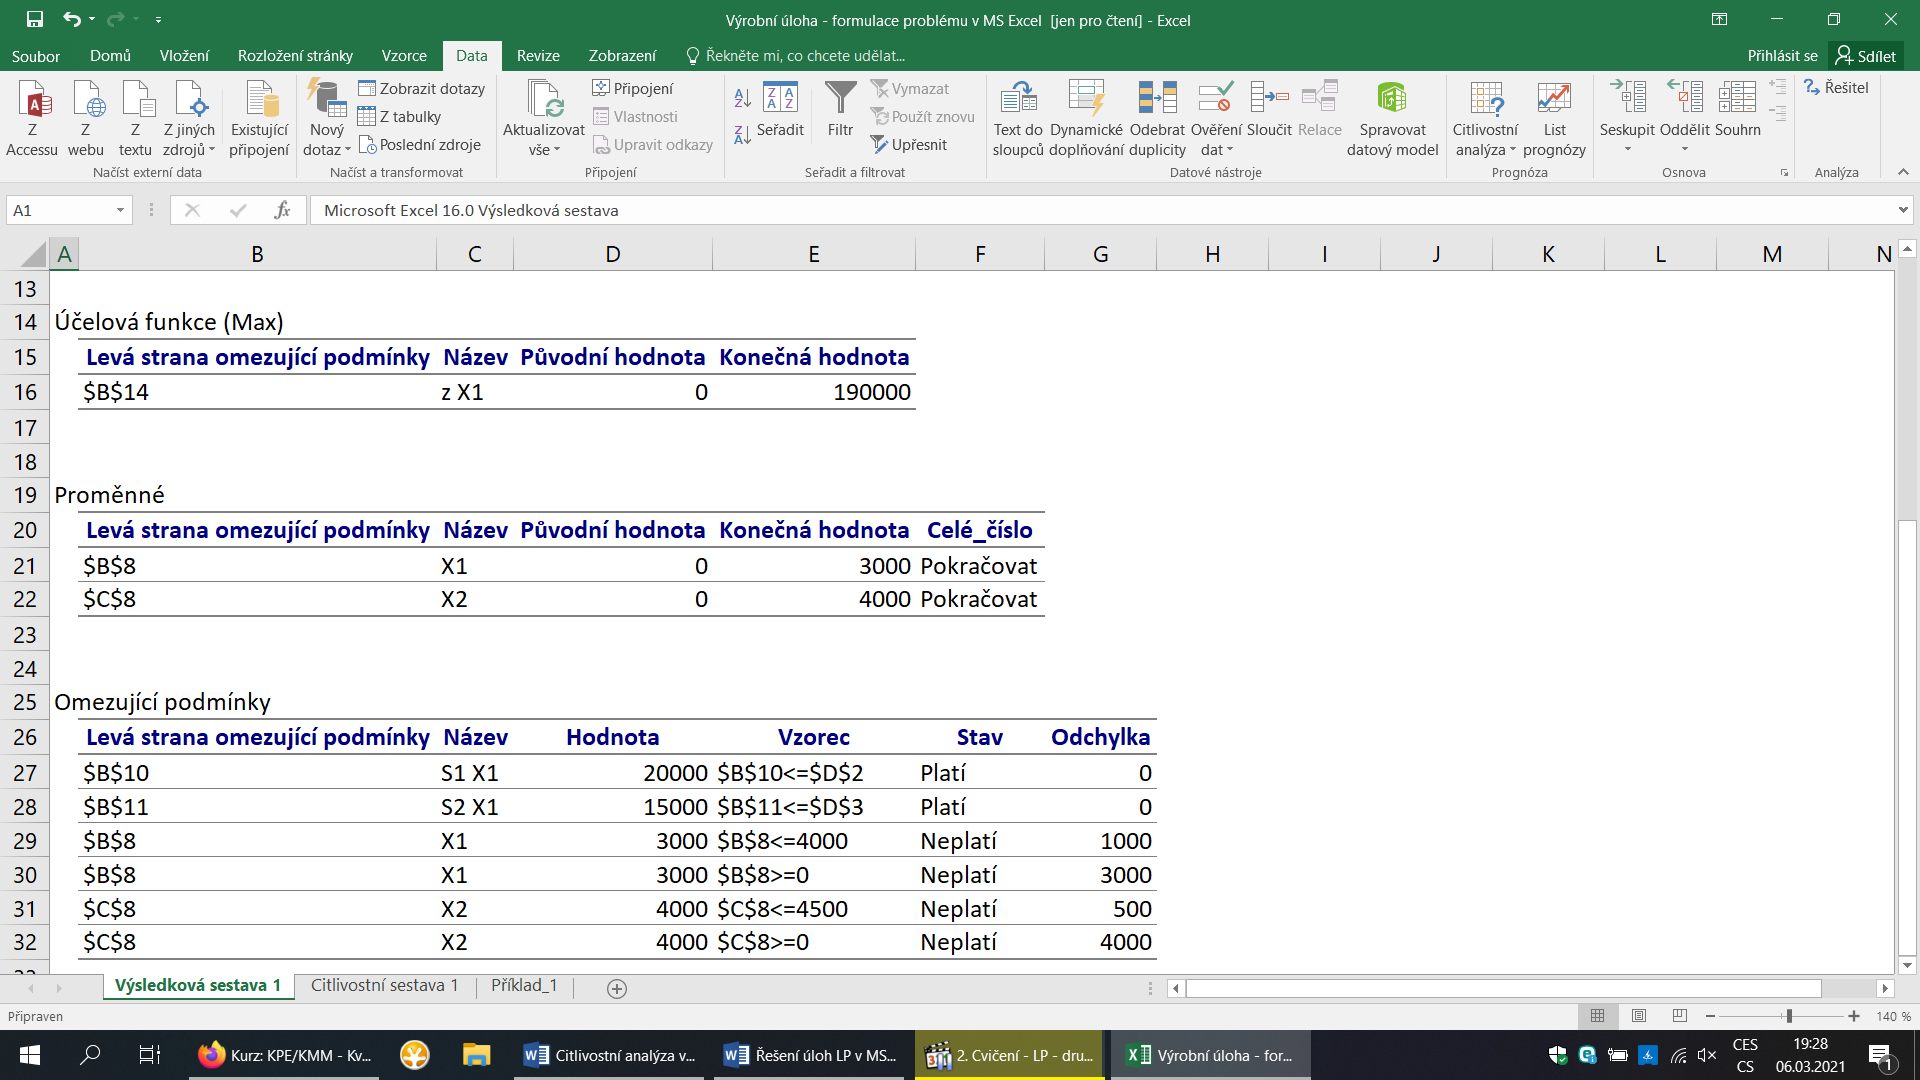 Výrobní úloha - formulace problému v MS Excel [jen pro čtení] - Excel
Soubor Domů Vložení Rozložení stránky Vzorce Data Revize Zobrazení Řekněte mi, co chcete udělat... Přihlásit se Sdílet
Z Accessu Z webu Z textu Z jiných zdrojů Existující připojení
Načíst externí data
Nový dotaz Zobrazit dotazy Z tabulky Poslední zdroje
Načíst a transformovat
Aktualizovat vše Připojení Vlastnosti Upravit odkazy
Připojení
Seřadit Filtr Vymazat Použít znovu Upřesnit
Seřadit a filtrovat
Text do sloupců Dynamické doplňování Odebrat duplicity Ověření dat Sloučit Relace Spravovat datový model
Datové nástroje
Citlivostní analýza List prognózy
Prognóza
Seskupit Oddělit Souhrn
Osnova
Řešitel
Analýza
A1 fx Microsoft Excel 16.0 Výsledková sestava
A B C D E F G H I J K L M N
13
14 Účelová funkce (Max)
15 Levá strana omezující podmínky Název Původní hodnota Konečná hodnota
16 $B$14 z X1 0 190000
17
18
19 Proměnné
20 Levá strana omezující podmínky Název Původní hodnota Konečná hodnota Celé_číslo
21 $B$8 X1 0 3000 Pokračovat
22 $C$8 X2 0 4000 Pokračovat
23
24
25 Omezující podmínky
26 Levá strana omezující podmínky Název Hodnota Vzorec Stav Odchylka
27 $B$10 S1 X1 20000 $B$10<=$D$2 Platí 0
28 $B$11 S2 X1 15000 $B$11<=$D$3 Platí 0
29 $B$8 X1 3000 $B$8<=4000 Neplatí 1000
30 $B$8 X1 3000 $B$8>=0 Neplatí 3000
31 $C$8 X2 4000 $C$8<=4500 Neplatí 500
32 $C$8 X2 4000 $C$8>=0 Neplatí 4000
Výsledková sestava 1 Citlivostní sestava 1 Příklad_1
Připraven 140 %
Kurz: KPE/KMM - Kv... Citlivostní analýza v... Řešení úloh LP v MS... 2. Cvičení - LP - dru... Výrobní úloha - for... CES 19:28
CS 06.03.2021 1